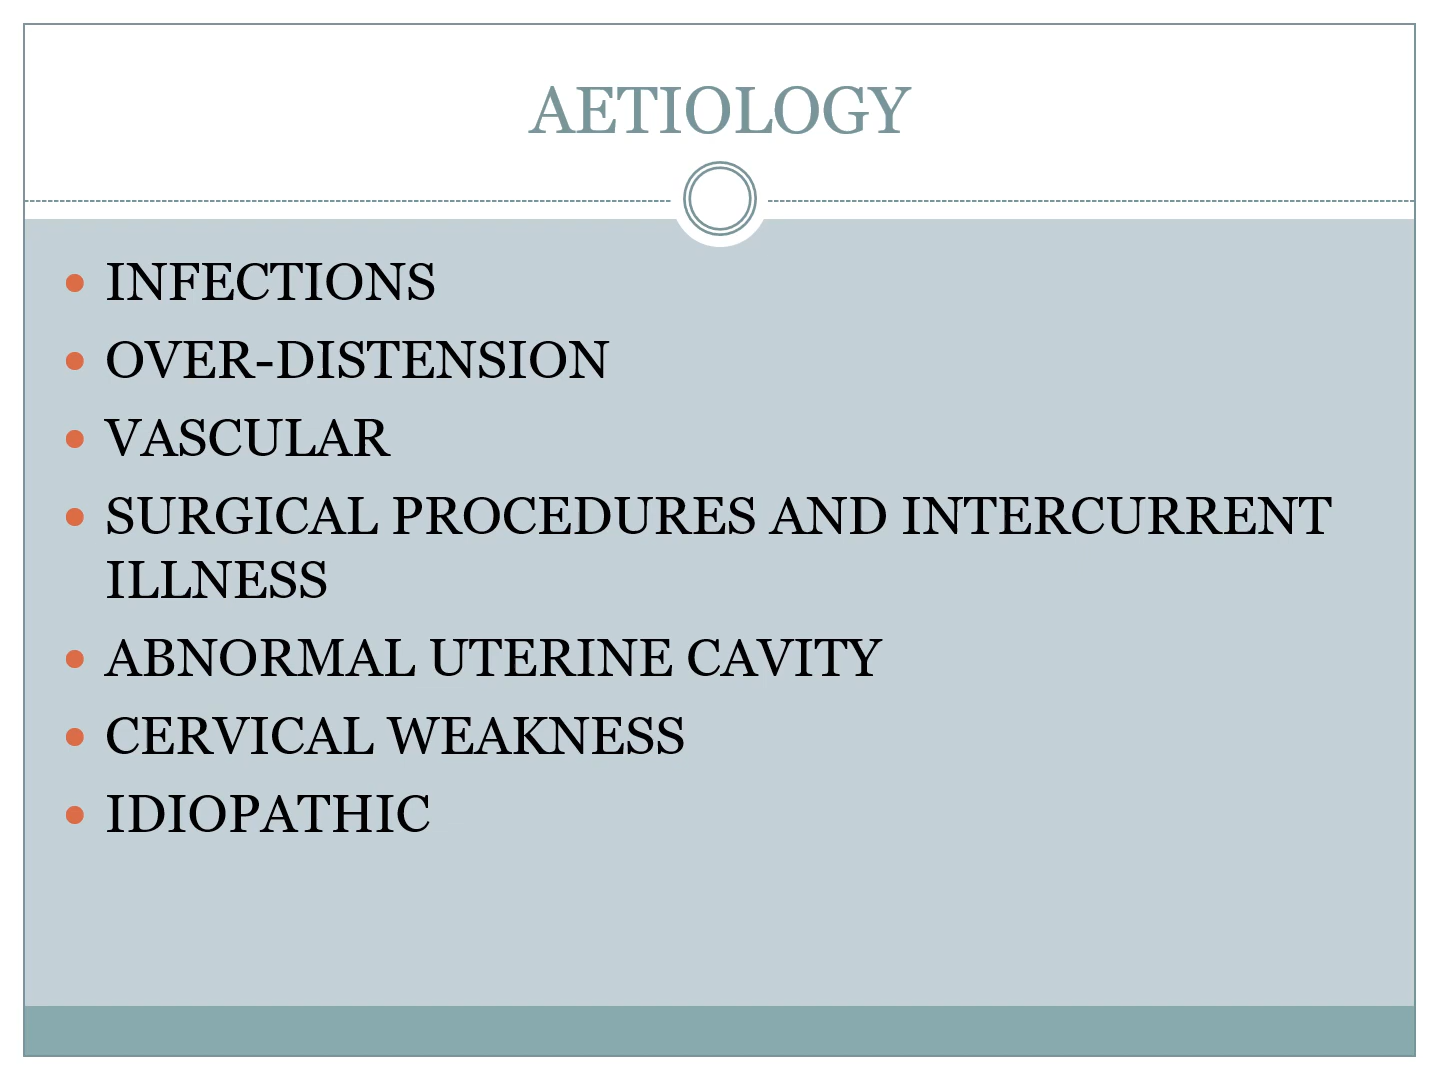 AETIOLOGY
• INFECTIONS
• OVER-DISTENSION
• VASCULAR
• SURGICAL PROCEDURES AND INTERCURRENT
ILLNESS
• ABNORMAL UTERINE CAVITY
• CERVICAL WEAKNESS
• IDIOPATHIC